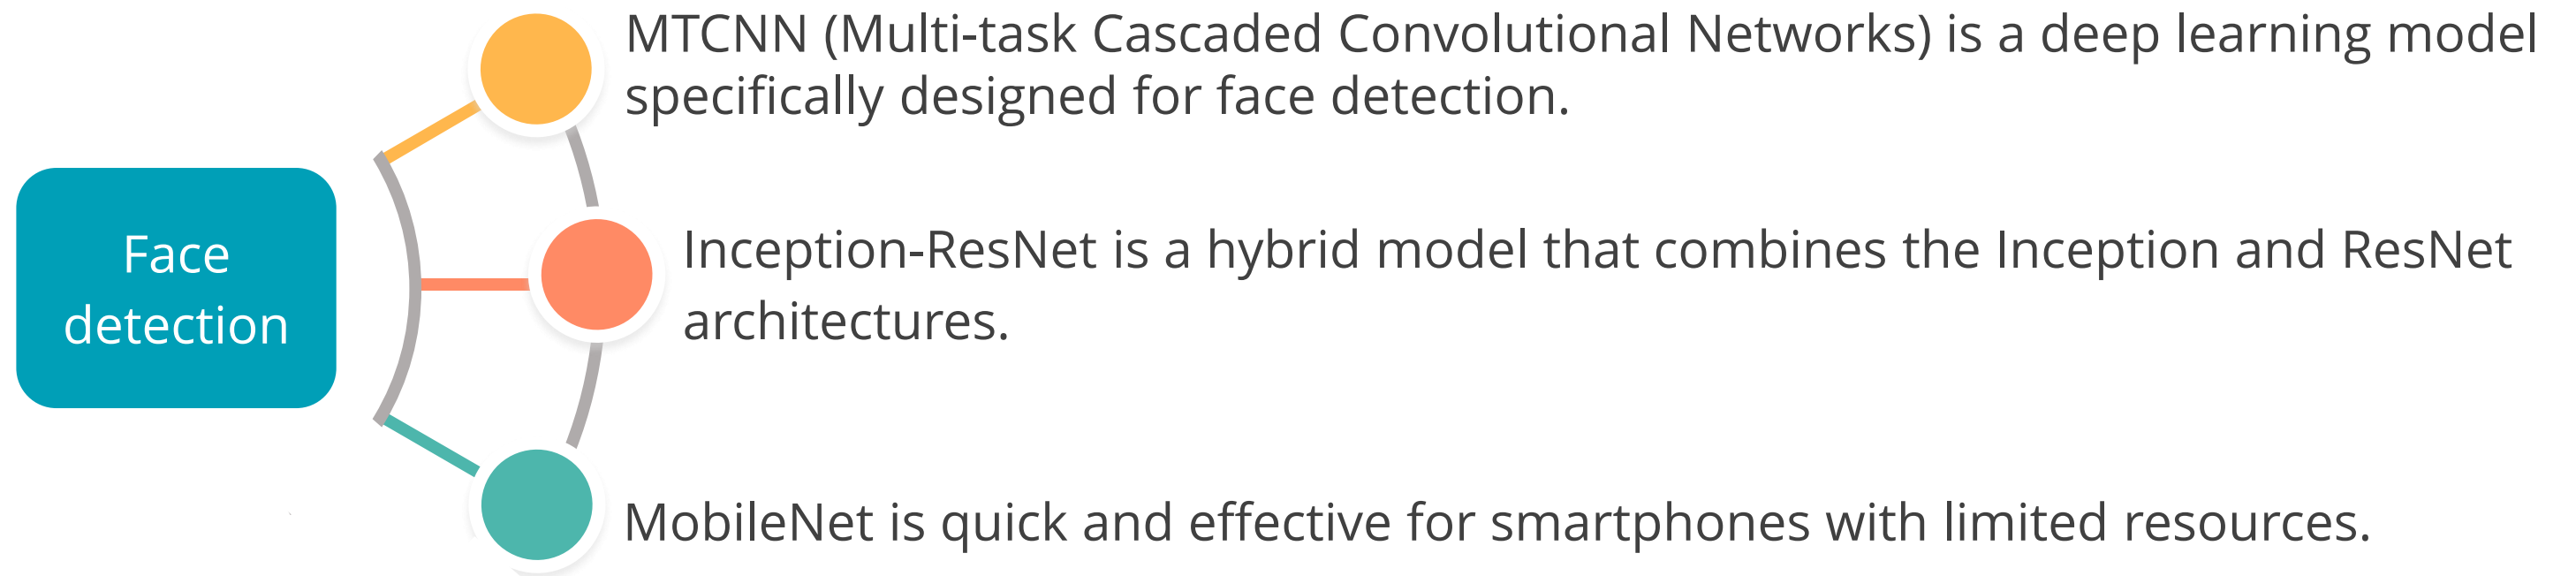 Face
detection
MTCNN (Multi-task Cascaded Convolutional Networks) is a deep learning model
specifically designed for face detection.
Inception-ResNet is a hybrid model that combines the Inception and ResNet
architectures.
MobileNet is quick and effective for smartphones with limited resources.